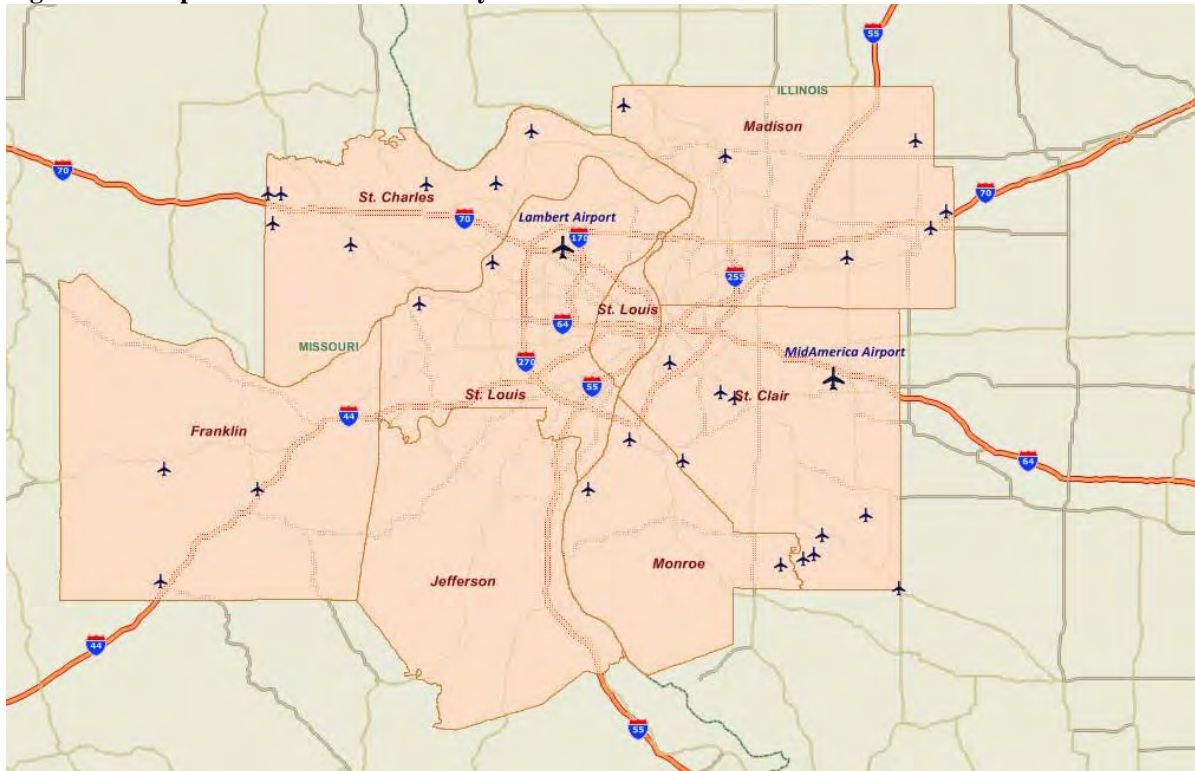 55
ILLINOIS
Madison
70
St. Charles
70
70
Lambert Airport
170
255
St. Louis
64
MISSOURI
MidAmerica Airport
270
55
St. Louis
St. Clair
44
Franklin
64
Jefferson
Monroe
44
55